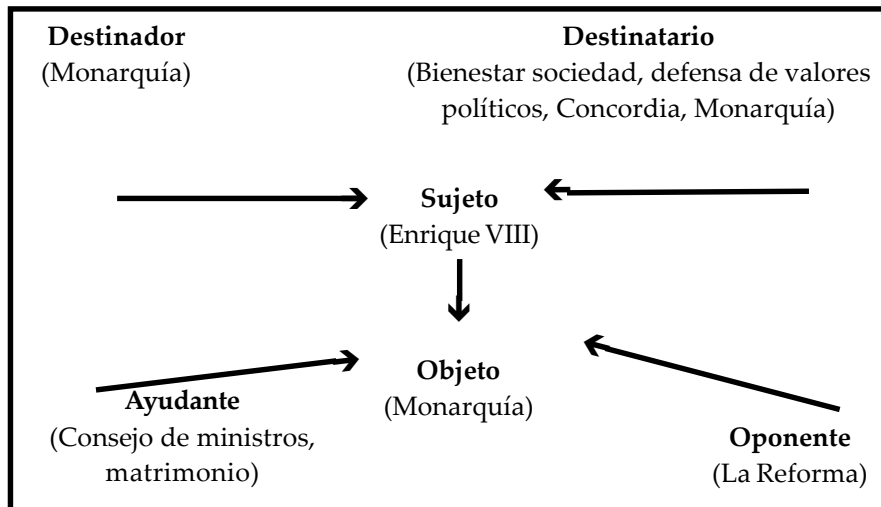 Destinador
(Monarquía)
Destinatario
(Bienestar sociedad, defensa de valores
políticos, Concordia, Monarquía)
Sujeto
(Enrique VIII)
Objeto
(Monarquía)
Ayudante
(Consejo de ministros,
matrimonio)
Oponente
(La Reforma)